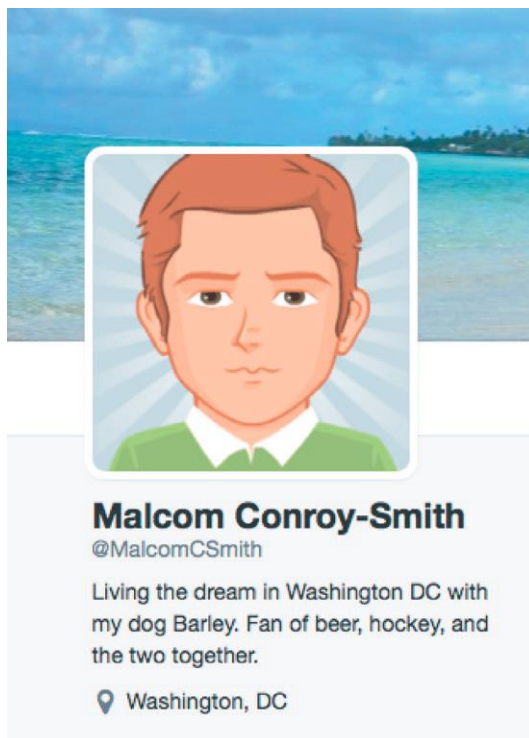 Malcom Conroy-Smith
@MalcomCSmith
Living the dream in Washington DC with
my dog Barley. Fan of beer, hockey, and
the two together.
Washington, DC